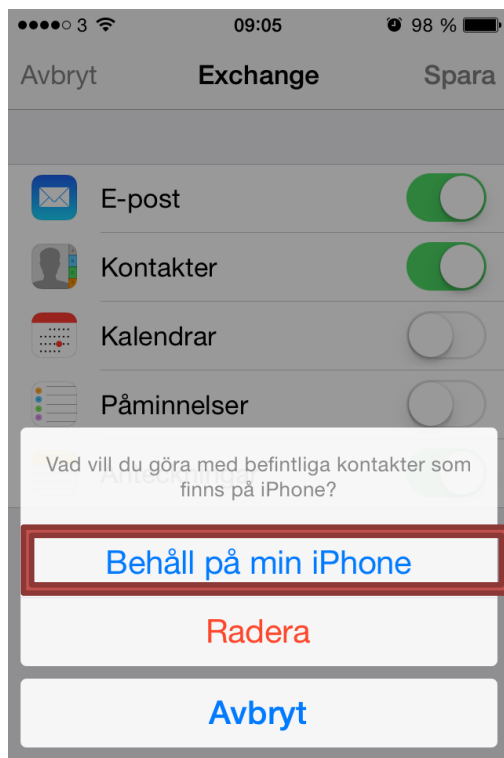 3 09:05 98 %
Avbryt Exchange Spara
E-post
Kontakter
Kalendrar
Påminnelser
Anteckningar
Vad vill du göra med befintliga kontakter som
finns på iPhone?
Behåll på min iPhone
Radera
Avbryt